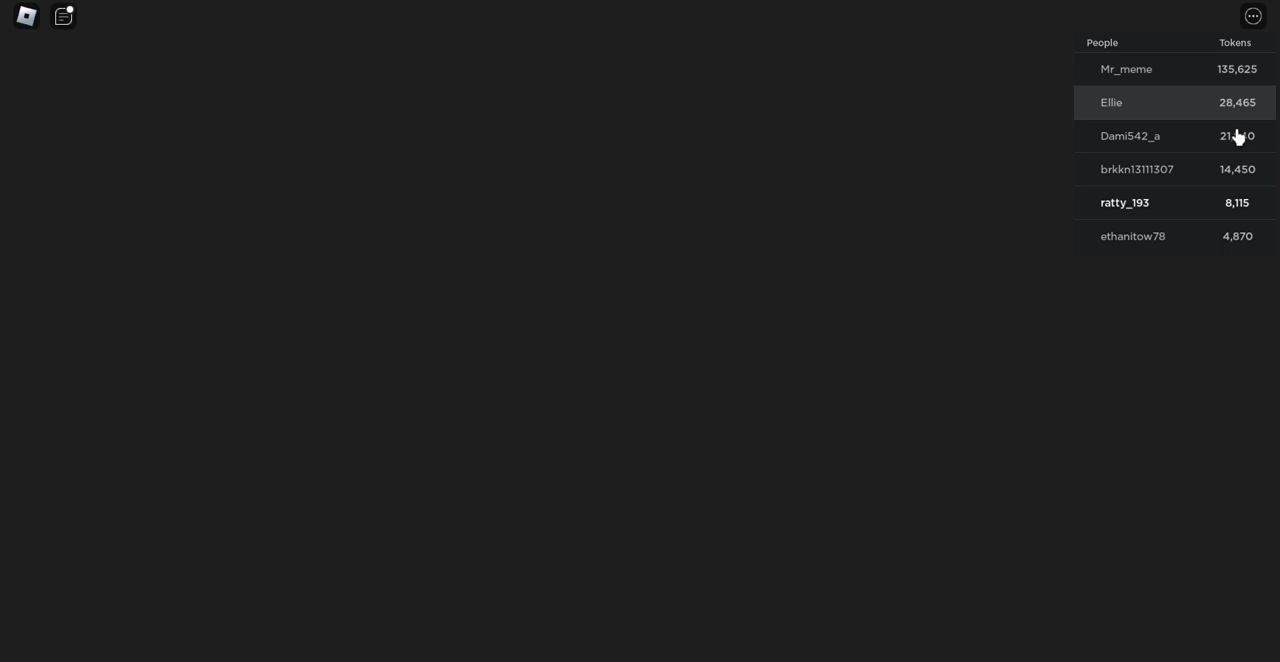 People Tokens
Mr_meme 135,625
Ellie 28,465
Dami542_a
brkkn13111307 14,450
ratty_193 8,115
ethanitow78 4,870